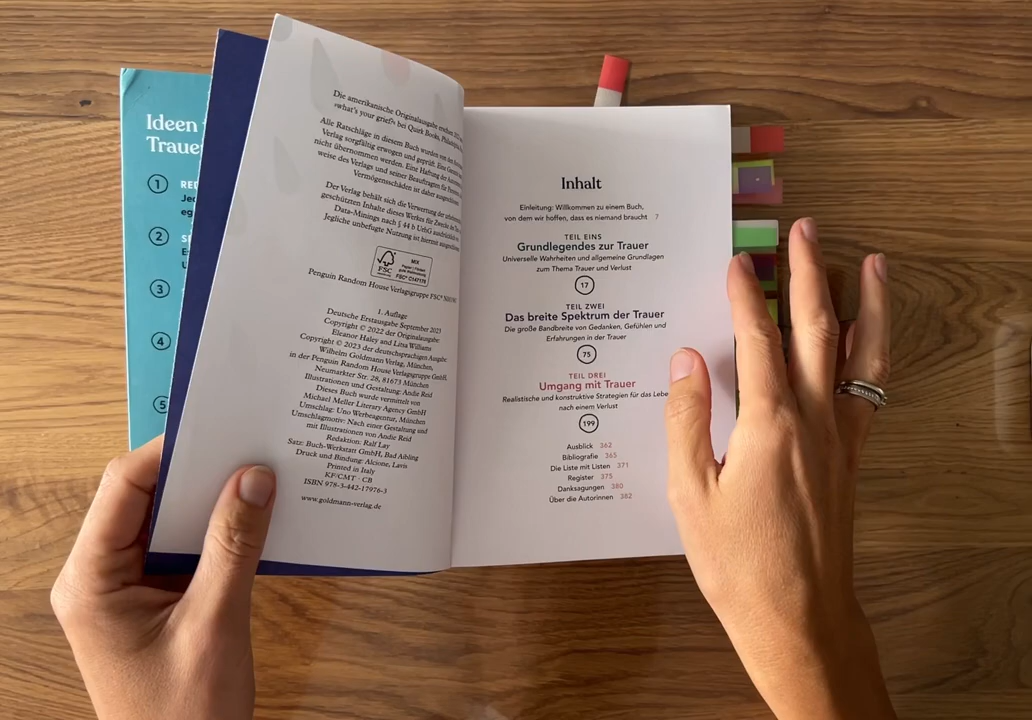 Ideen
Traue
1
2
3
4
5
Die amerikanische Originalausgabe
»what's your grief?« bei Quirk Books,
Alle Ratschläge in diesem Buch wurden von den
Verlag sorgfältig erwogen und geprüft. Eine
nicht übernommen werden. Eine Haftung der
weise des Verlags und seiner Beauftragten für
Vermögensschäden ist daher
Der Verlag behält sich die Verwertung der
geschützten Inhalte dieses Werkes für Zwecke des
Data-Minings nach § 44 b UrhG ausdrücklich
Jegliche unbefugte Nutzung ist hiermit
FSC
MIX
FSC® C147178
Penguin Random House Verlagsgruppe FSC®
1. Auflage
Deutsche Erstausgabe September 2023
Copyright © 2022 der Originalausgabe:
Eleanor Haley und Litsa Williams
Copyright © 2023 der deutschsprachigen Ausgabe:
Wilhelm Goldmann Verlag, München,
in der Penguin Random House Verlagsgruppe GmbH,
Neumarkter Str. 28, 81673 München
Illustrationen und Gestaltung: Andie Reid
Dieses Buch wurde vermittelt von
Michael Meller Literary Agency GmbH
Umschlag: Uno Werbeagentur, München
Umschlagmotiv: Nach einer Gestaltung und
mit Illustrationen von Andie Reid
Redaktion: Ralf Lay
Satz: Buch-Werkstatt GmbH, Bad Aibling
Druck und Bindung: Alcione, Lavis
Printed in Italy
KF/CMT · CB
ISBN 978-3-442-17976-3
www.goldmann-verlag.de
Inhalt
Einleitung: Willkommen zu einem Buch,
von dem wir hoffen, dass es niemand braucht 7
TEIL EINS
Grundlegendes zur Trauer
Universelle Wahrheiten und allgemeine Grundlagen
zum Thema Trauer und Verlust
17
TEIL ZWEI
Das breite Spektrum der Trauer
Die große Bandbreite von Gedanken, Gefühlen und
Erfahrungen in der Trauer
75
TEIL DREI
Umgang mit Trauer
Realistische und konstruktive Strategien für das Lebe
nach einem Verlust
199
Ausblick 362
Bibliografie 365
Die Liste mit Listen 371
Register 375
Danksagungen 380
Über die Autorinnen 382